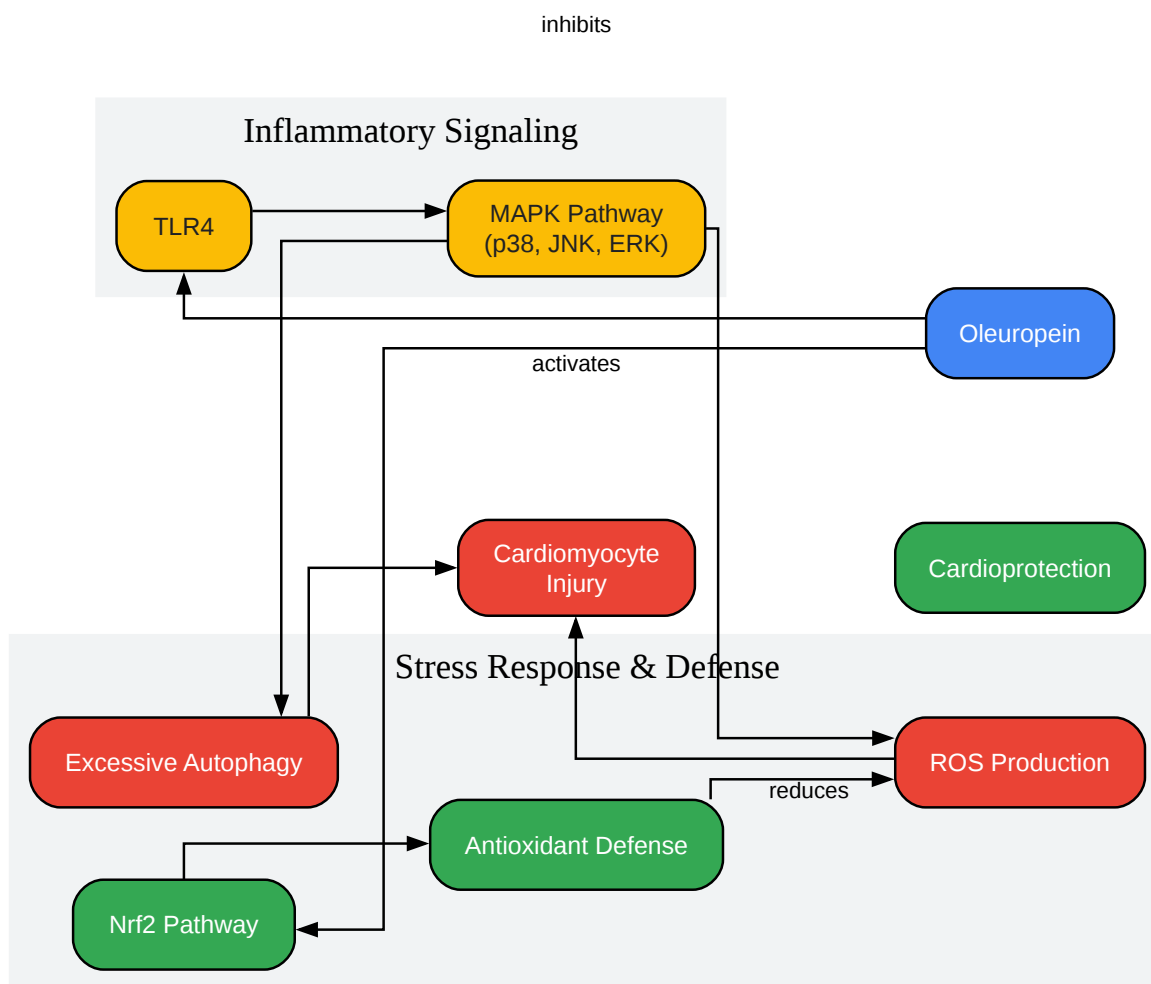 inhibits
Inflammatory Signaling
TLR4
MAPK Pathway
(p38, JNK, ERK)
Oleuropein
activates
Cardiomyocyte
Injury
Cardioprotection
Stress Response & Defense
Excessive Autophagy
ROS Production
reduces
Antioxidant Defense
Nrf2 Pathway